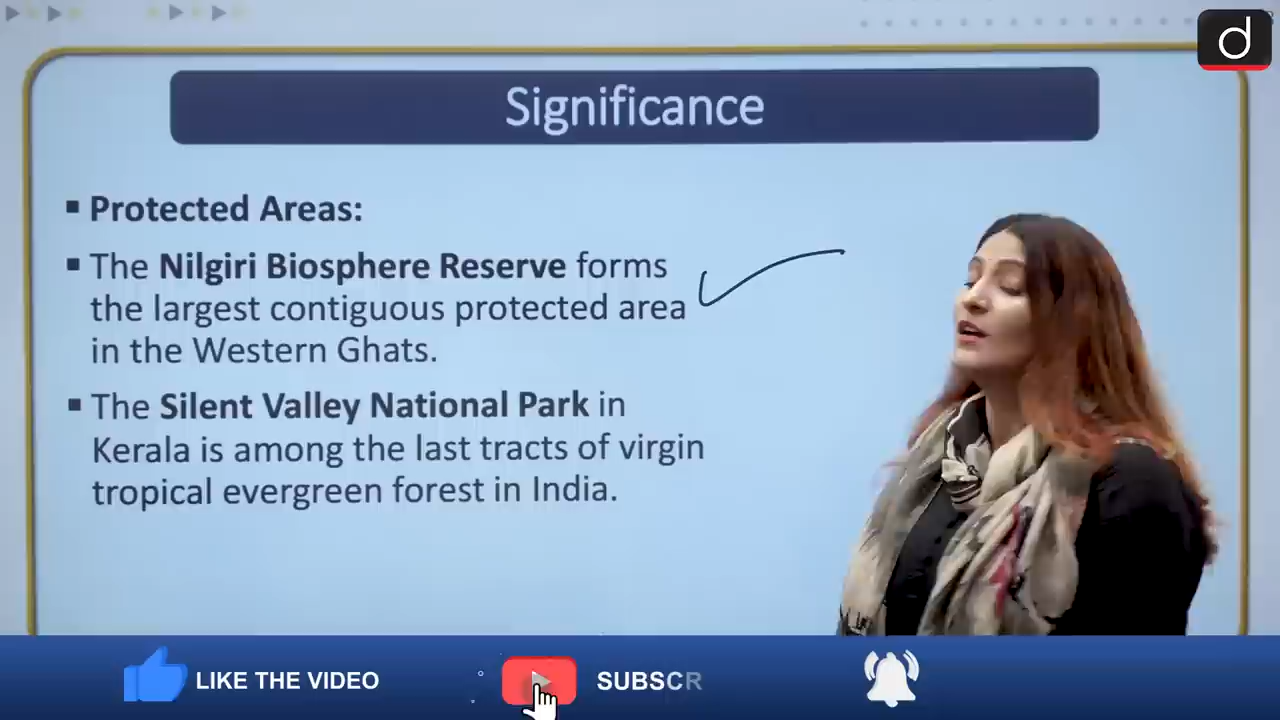 d
Significance
▪ Protected Areas:
▪ The Nilgiri Biosphere Reserve forms
the largest contiguous protected area
in the Western Ghats.
▪ The Silent Valley National Park in
Kerala is among the last tracts of virgin
tropical evergreen forest in India.
LIKE THE VIDEO
SUBSCR